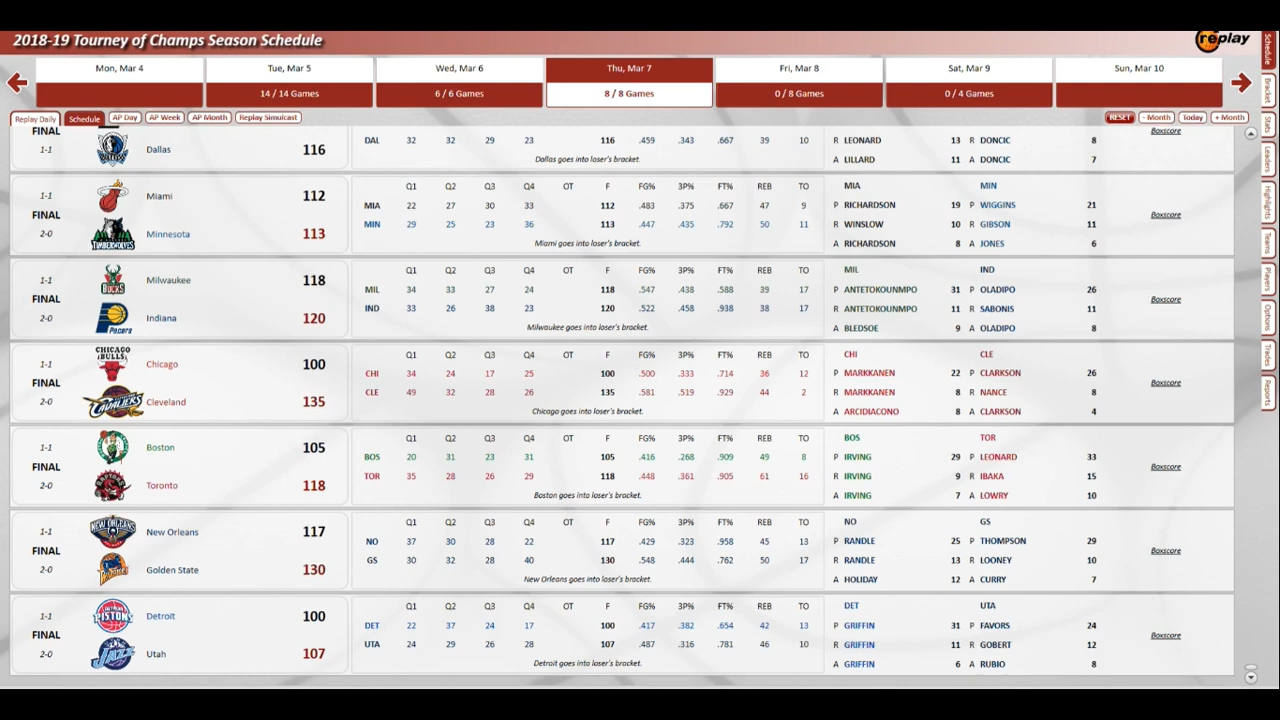 2018-19 Tourney of Champs Season Schedule
replay
Mon, Mar 4 Tue, Mar 5 Wed, Mar 6 Thu, Mar 7 Fri, Mar 8 Sat, Mar 9 Sun, Mar 10
14 / 14 Games 6 / 6 Games 8 / 8 Games 0 / 8 Games 0 / 4 Games
Replay Daily Schedule AP Day AP Week AP Month Replay Simulcast RESET - Month Today + Month
Schedule
Bracket
Stats
Leaders
Highlights
Teams
Players
Options
Trades
Reports
FINAL Boxscore
1-1 Dallas 116 DAL 32 32 29 23 116 .459 .343 .667 39 10 R LEONARD 13 R DONCIC 8
Dallas goes into loser's bracket. A LILLARD 11 A DONCIC 7
Q1 Q2 Q3 Q4 OT F FG% 3P% FT% REB TO MIA MIN
1-1 Miami 112 MIA 22 27 30 33 112 .483 .375 .667 47 9 P RICHARDSON 19 P WIGGINS 21
FINAL Boxscore
2-0 Minnesota 113 MIN 29 25 23 36 113 .447 .435 .792 50 11 R WINSLOW 10 R GIBSON 11
Miami goes into loser's bracket. A RICHARDSON 8 A JONES 6
Q1 Q2 Q3 Q4 OT F FG% 3P% FT% REB TO MIL IND
1-1 BUCKS Milwaukee 118 MIL 34 33 27 24 118 .547 .438 .588 39 17 P ANTETOKOUNMPO 31 P OLADIPO 26
FINAL Boxscore
2-0 Pacers Indiana 120 IND 33 26 38 23 120 .522 .458 .938 38 17 R ANTETOKOUNMPO 11 R SABONIS 11
Milwaukee goes into loser's bracket. A BLEDSOE 9 A OLADIPO 8
Q1 Q2 Q3 Q4 OT F FG% 3P% FT% REB TO CHI CLE
1-1 CHICAGO BULLS Chicago 100 CHI 34 24 17 25 100 .500 .333 .714 36 12 P MARKKANEN 22 P CLARKSON 26
FINAL Boxscore
2-0 CAVALIERS Cleveland 135 CLE 49 32 28 26 135 .581 .519 .929 44 2 R MARKKANEN 8 R NANCE 8
Chicago goes into loser's bracket. A ARCIDIACONO 8 A CLARKSON 4
Q1 Q2 Q3 Q4 OT F FG% 3P% FT% REB TO BOS TOR
1-1 Boston 105 BOS 20 31 23 31 105 .416 .268 .909 49 8 P IRVING 29 P LEONARD 33
FINAL Boxscore
2-0 Toronto 118 TOR 35 28 26 29 118 .448 .361 .905 61 16 R IRVING 9 R IBAKA 15
Boston goes into loser's bracket. A IRVING 7 A LOWRY 10
Q1 Q2 Q3 Q4 OT F FG% 3P% FT% REB TO NO GS
1-1 NEW ORLEANS PELICANS New Orleans 117 NO 37 30 28 22 117 .429 .323 .958 45 13 P RANDLE 25 P THOMPSON 29
FINAL Boxscore
2-0 Golden State 130 GS 30 32 28 40 130 .548 .444 .762 50 17 R RANDLE 13 R LOONEY 10
New Orleans goes into loser's bracket. A HOLIDAY 12 A CURRY 7
Q1 Q2 Q3 Q4 OT F FG% 3P% FT% REB TO DET UTA
1-1 PISTONS Detroit 100 DET 22 37 24 17 100 .417 .382 .654 42 13 P GRIFFIN 31 P FAVORS 24
FINAL Boxscore
2-0 JAZZ Utah 107 UTA 24 29 26 28 107 .487 .316 .781 46 10 R GRIFFIN 11 R GOBERT 12
Detroit goes into loser's bracket. A GRIFFIN 6 A RUBIO 8